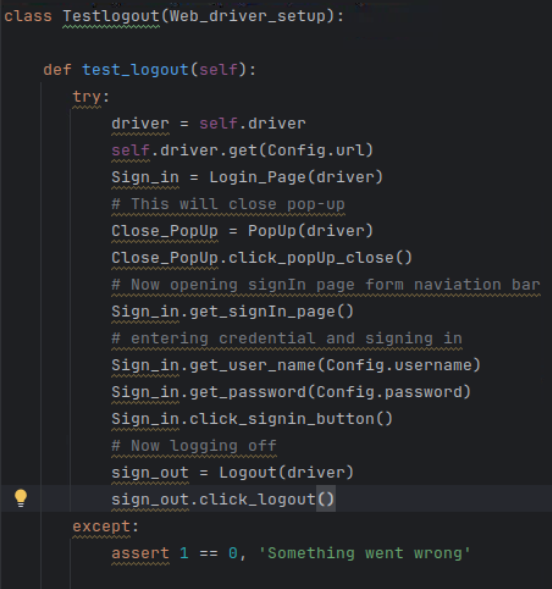 class Testlogout(Web_driver_setup):
def test_logout(self):
try:
driver = self.driver
self.driver.get(Config.url)
Sign_in = Login_Page(driver)
# This will close pop-up
Close_PopUp = PopUp(driver)
Close_PopUp.click_popUp_close()
# Now opening signIn page form naviation bar
Sign_in.get_signIn_page()
# entering credential and signing in
Sign_in.get_user_name(Config.username)
Sign_in.get_password(Config.password)
Sign_in.click_signin_button()
# Now logging off
sign_out = Logout(driver)
sign_out.click_logout()
except:
assert 1 == 0, 'Something went wrong'